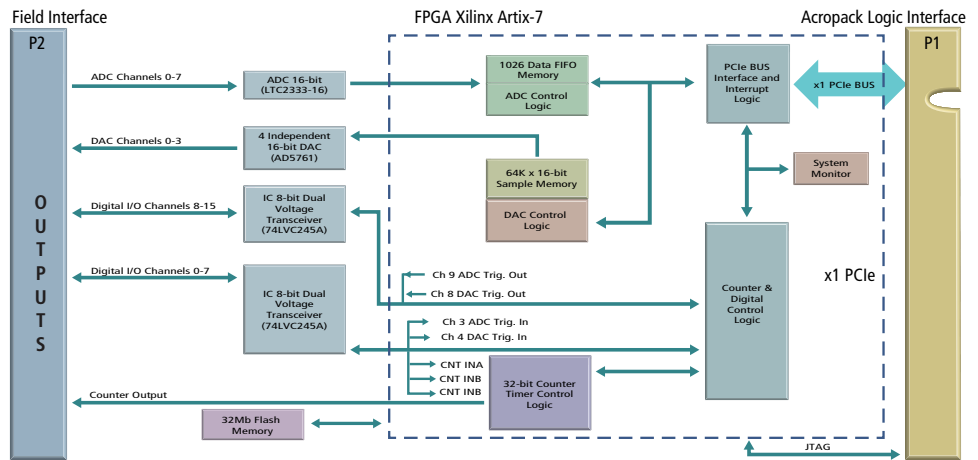 Field Interface
FPGA Xilinx Artix-7
Acropack Logic Interface
P2
P1
OUTPUTS
ADC Channels 0-7
ADC 16-bit
(LTC2333-16)
1026 Data FIFO
Memory
ADC Control
Logic
PCIe BUS
Interface and
Interrupt
Logic
x1 PCIe BUS
DAC Channels 0-3
4 Independent
16-bit DAC
(AD5761)
64K x 16-bit
Sample Memory
DAC Control
Logic
System
Monitor
Digital I/O Channels 8-15
IC 8-bit Dual
Voltage
Transceiver
(74LVC245A)
Digital I/O Channels 0-7
IC 8-bit Dual
Voltage
Transceiver
(74LVC245A)
Ch 9 ADC Trig. Out
Ch 8 DAC Trig. Out
Ch 3 ADC Trig. In
Ch 4 DAC Trig. In
CNT INA
CNT INB
CNT INB
Counter &
Digital
Control
Logic
x1 PCIe
32-bit Counter
Timer Control
Logic
Counter Output
32Mb Flash
Memory
JTAG